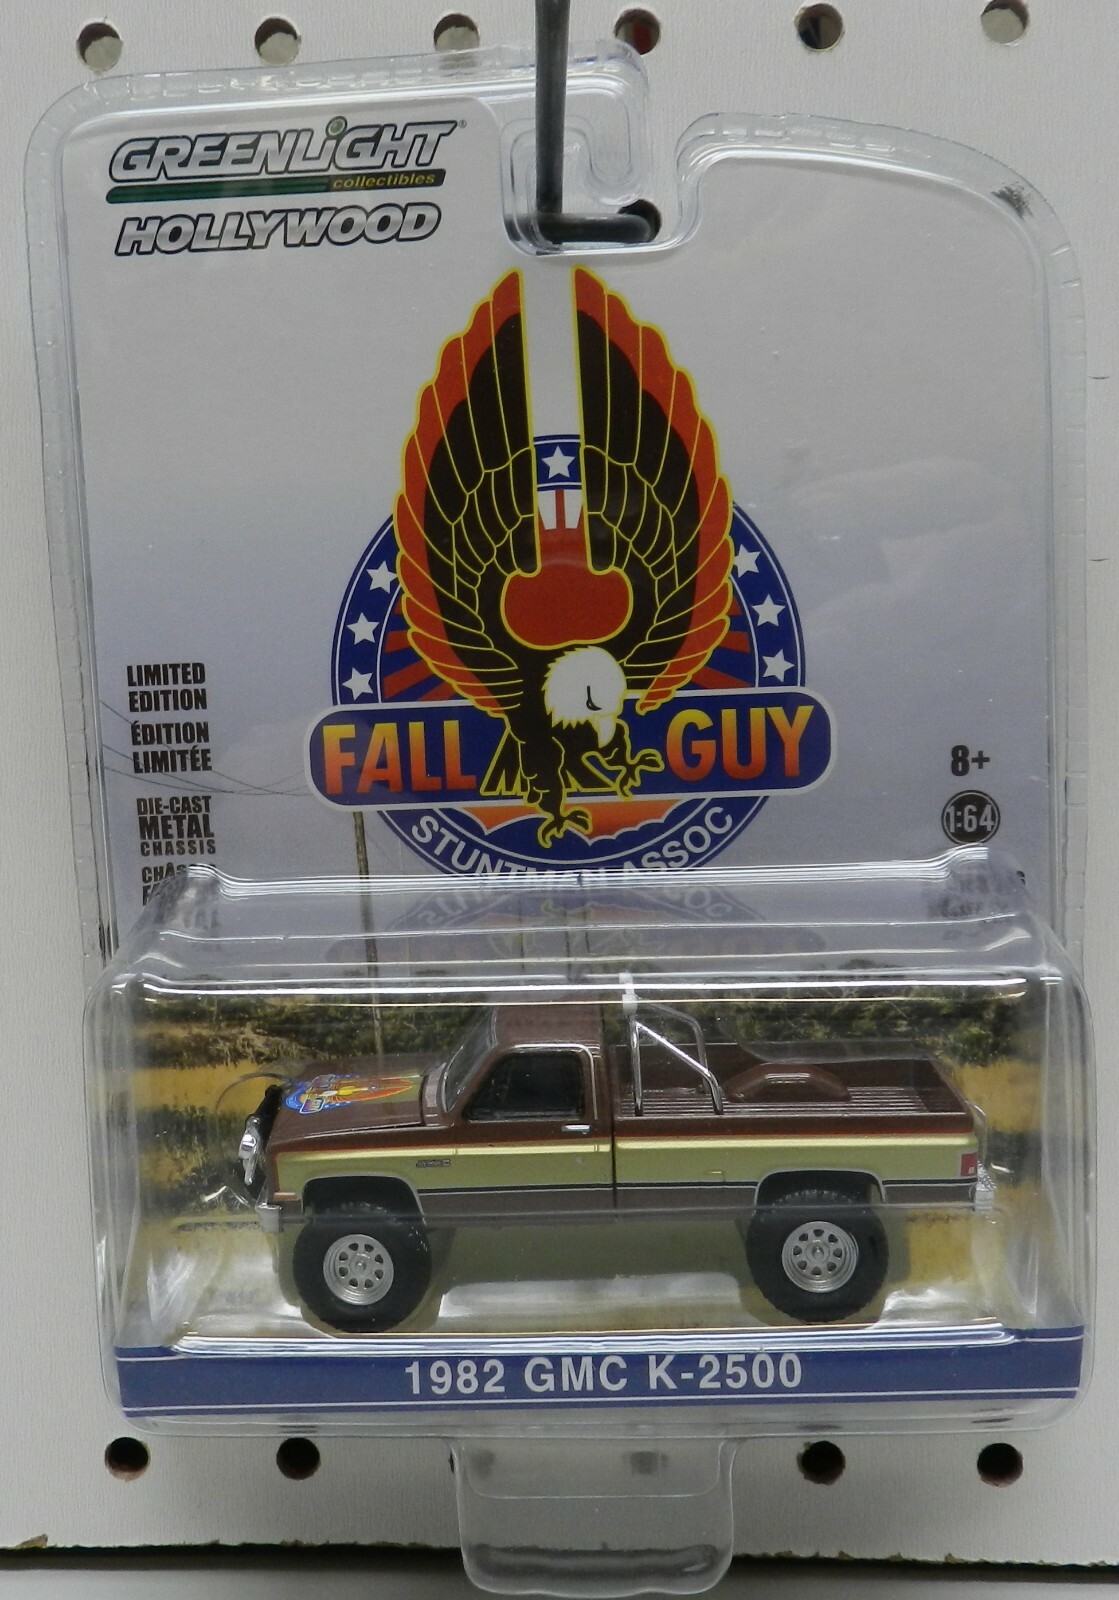 GREENLiGHT®
collectibles
HOLLYWOOD
LIMITED
EDITION
ÉDITION
LIMITÉE
DIE-CAST
METAL
CHASSIS
FALL GUY
STUNTMAN ASSOC
8+
1:64
1982 GMC K-2500